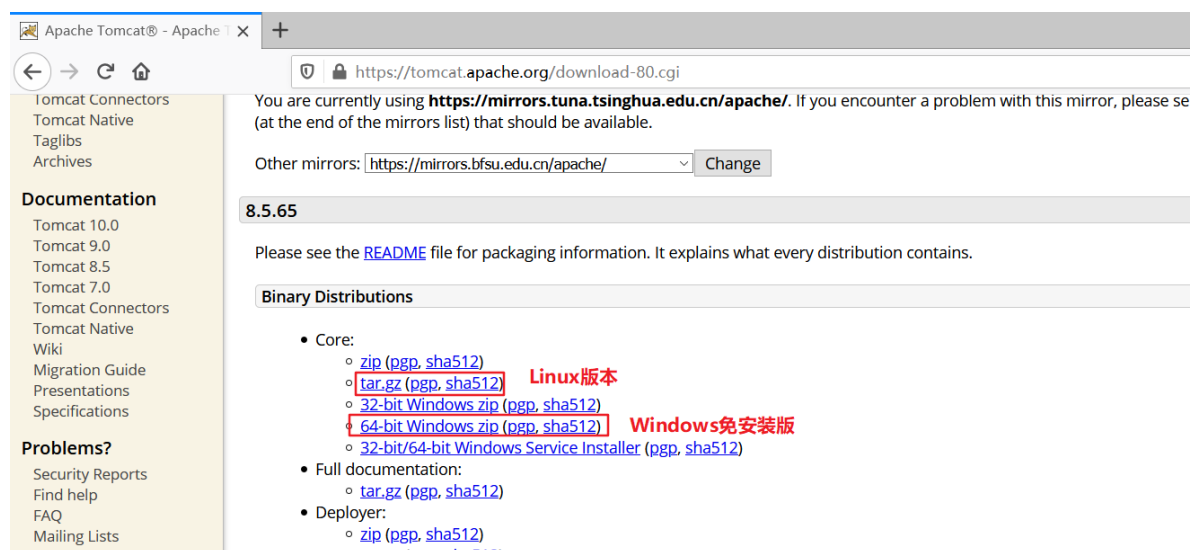 Apache Tomcat® - Apache T
https://tomcat.apache.org/download-80.cgi
Tomcat Connectors
Tomcat Native
Taglibs
Archives
Documentation
Tomcat 10.0
Tomcat 9.0
Tomcat 8.5
Tomcat 7.0
Tomcat Connectors
Tomcat Native
Wiki
Migration Guide
Presentations
Specifications
Problems?
Security Reports
Find help
FAQ
Mailing Lists
You are currently using https://mirrors.tuna.tsinghua.edu.cn/apache/. If you encounter a problem with this mirror, please se
(at the end of the mirrors list) that should be available.
Other mirrors: https://mirrors.bfsu.edu.cn/apache/ Change
8.5.65
Please see the README file for packaging information. It explains what every distribution contains.
Binary Distributions
Core:
zip (pgp, sha512)
tar.gz (pgp, sha512) Linux版本
32-bit Windows zip (pgp, sha512)
64-bit Windows zip (pgp, sha512) Windows免安装版
32-bit/64-bit Windows Service Installer (pgp, sha512)
Full documentation:
tar.gz (pgp, sha512)
Deployer:
zip (pgp, sha512)